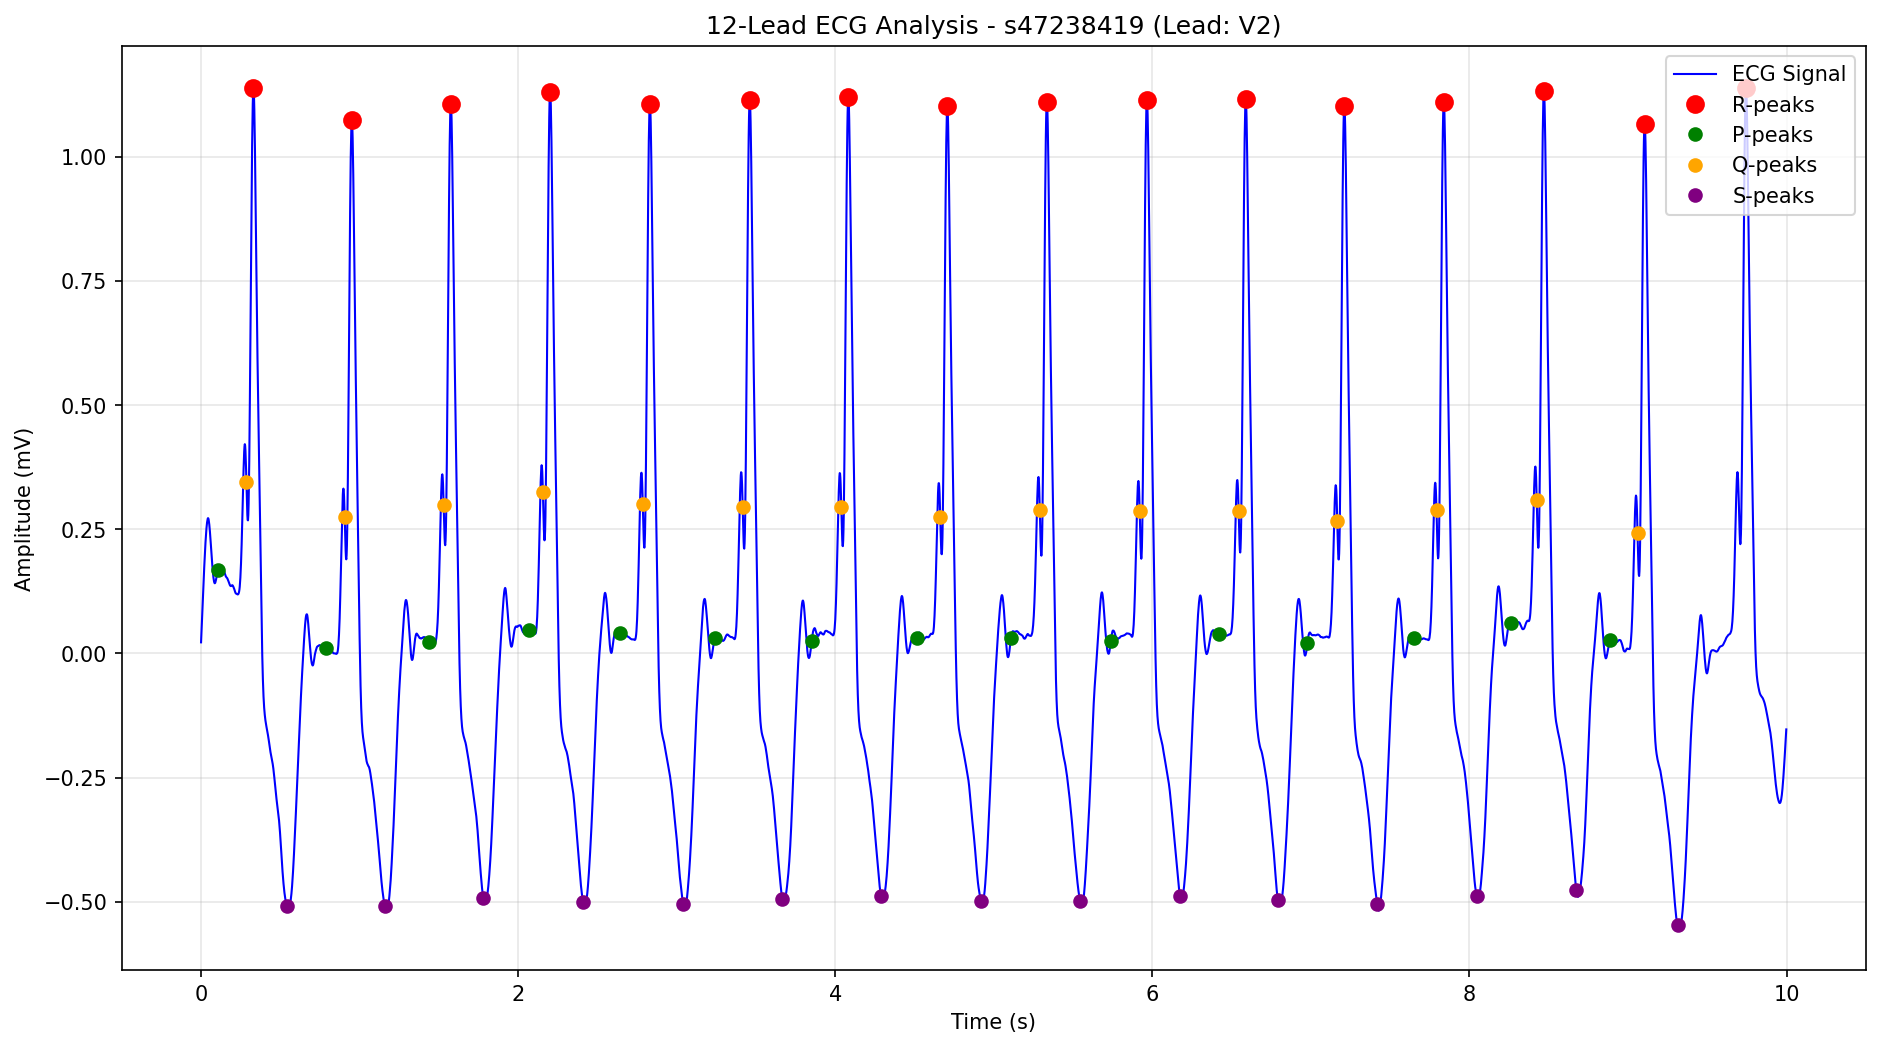 12-Lead ECG Analysis - s47238419 (Lead: V2)
ECG Signal
R-peaks
P-peaks
Q-peaks
S-peaks
Amplitude (mV)
1.00
0.75
0.50
0.25
0.00
−0.25
−0.50
0 2 4 6 8 10
Time (s)